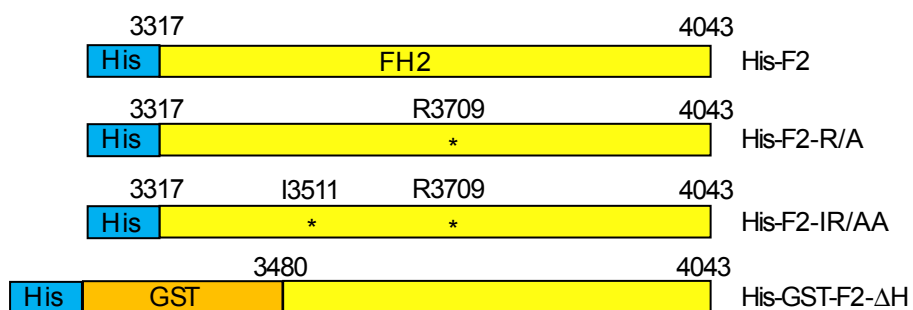 3317 4043
His FH2 His-F2
3317 R3709 4043
His * His-F2-R/A
3317 I3511 R3709 4043
His * * His-F2-IR/AA
3480 4043
His GST His-GST-F2-ΔH